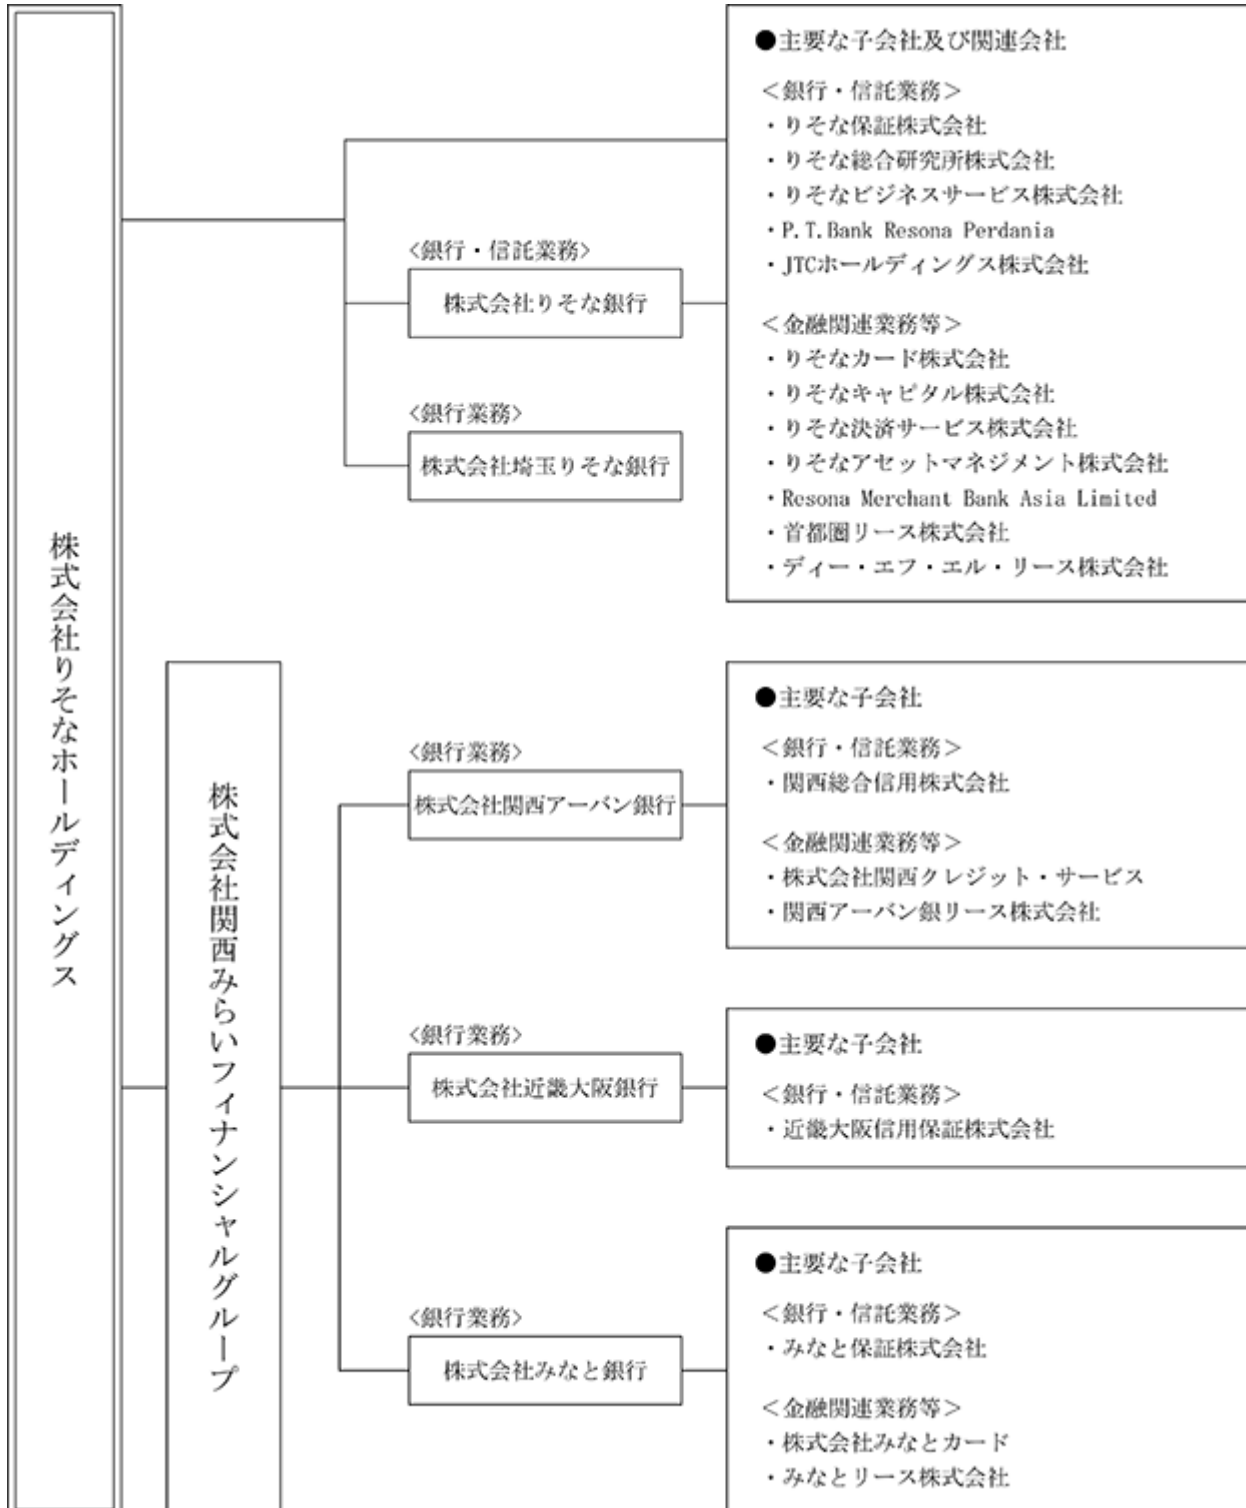 株式会社りそなホールディングス
●主要な子会社及び関連会社
＜銀行・信託業務＞
・りそな保証株式会社
・りそな総合研究所株式会社
・りそなビジネスサービス株式会社
・P.T.Bank Resona Perdania
・JTCホールディングス株式会社
＜金融関連業務等＞
・りそなカード株式会社
・りそなキャピタル株式会社
・りそな決済サービス株式会社
・りそなアセットマネジメント株式会社
・Resona Merchant Bank Asia Limited
・首都圏リース株式会社
・ディー・エフ・エル・リース株式会社
<銀行・信託業務>
株式会社りそな銀行
<銀行業務>
株式会社埼玉りそな銀行
株式会社関西みらいフィナンシャルグループ
<銀行業務>
株式会社関西アーバン銀行
●主要な子会社
＜銀行・信託業務＞
・関西総合信用株式会社
＜金融関連業務等＞
・株式会社関西クレジット・サービス
・関西アーバン銀リース株式会社
<銀行業務>
株式会社近畿大阪銀行
●主要な子会社
＜銀行・信託業務＞
・近畿大阪信用保証株式会社
<銀行業務>
株式会社みなと銀行
●主要な子会社
＜銀行・信託業務＞
・みなと保証株式会社
＜金融関連業務等＞
・株式会社みなとカード
・みなとリース株式会社